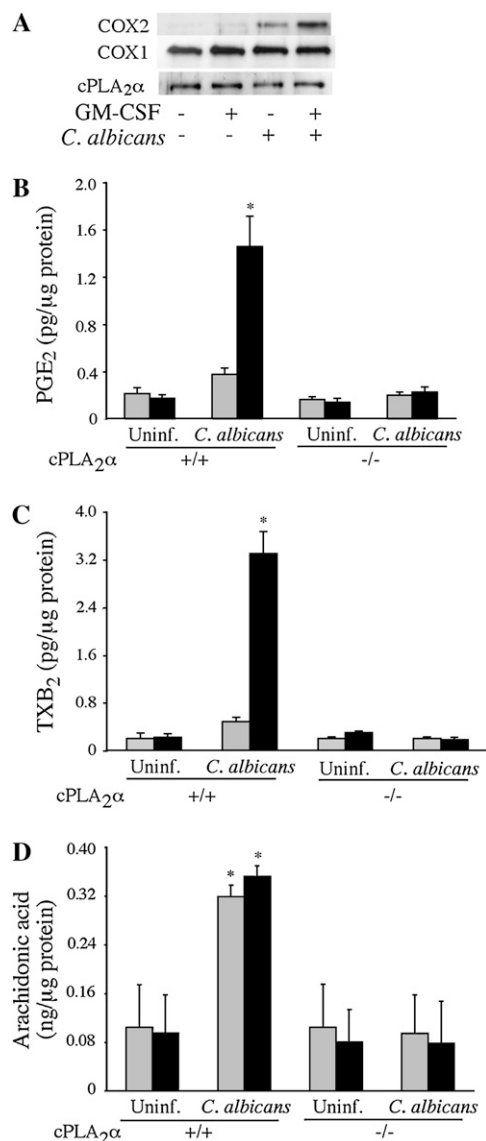 A
COX2
COX1
cPLA₂α
GM-CSF - + - +
C. albicans - - + +
B
PGE₂ (pg/μg protein)
2.0
1.6
1.2
0.8
0.4
0
*
Uninf. C. albicans Uninf. C. albicans
cPLA₂α +/+ -/-
C
TXB₂ (pg/μg protein)
4.0
3.2
2.4
1.6
0.8
0
*
Uninf. C. albicans Uninf. C. albicans
cPLA₂α +/+ -/-
D
Arachidonic acid
(ng/μg protein)
0.40
0.32
0.24
0.16
0.08
0
* *
Uninf. C. albicans Uninf. C. albicans
cPLA₂α +/+ -/-